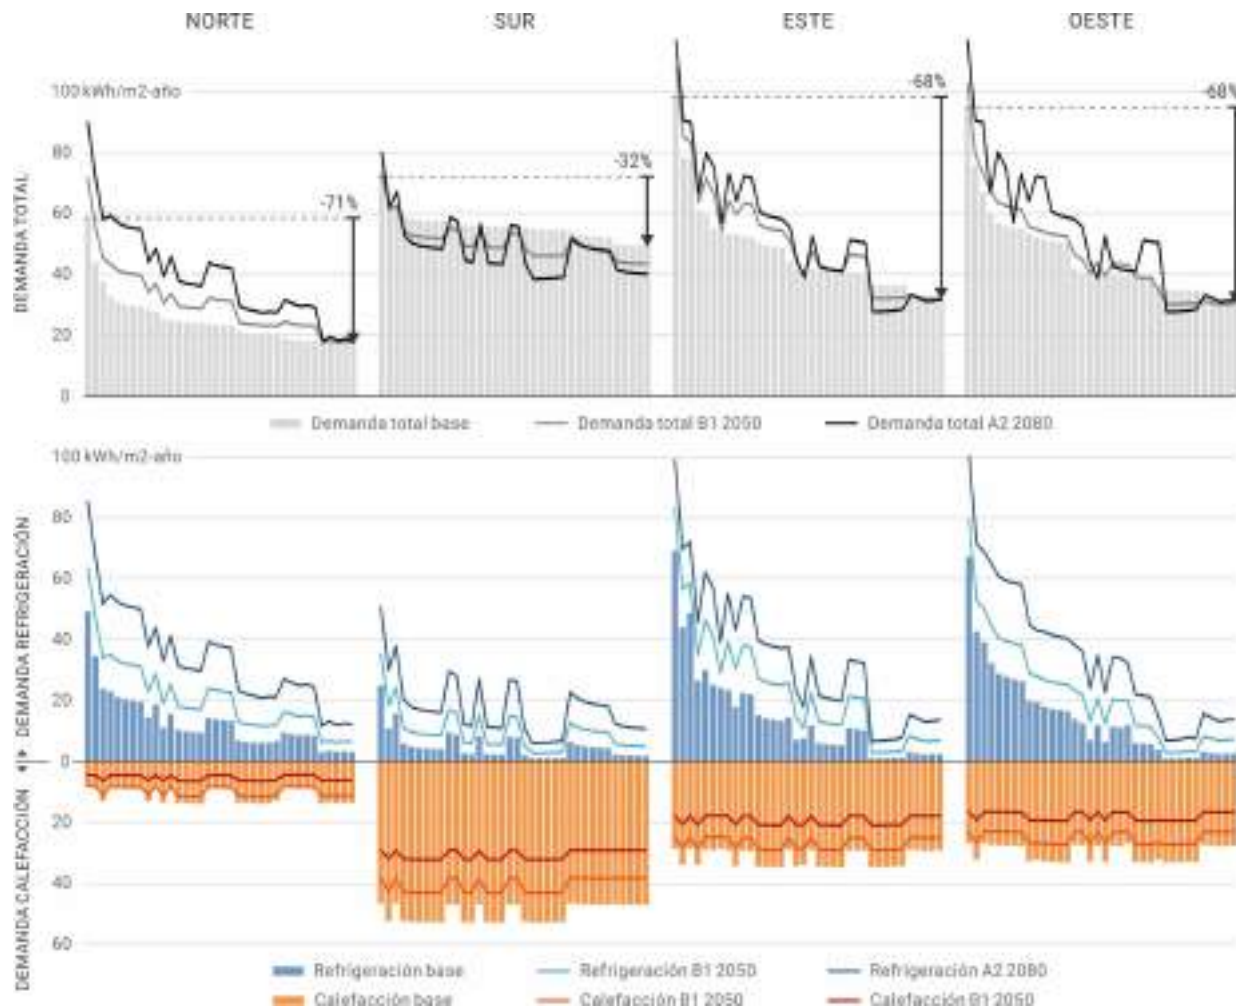 NORTE SUR ESTE OESTE
100 kWh/m2-año
80
60
40
20
0
DEMANDA TOTAL
-71%
-32%
-68%
-68%
Demanda total base Demanda total B1 2050 Demanda total A2 2080
100 kWh/m2-año
80
60
40
20
0
20
40
60
DEMANDA CALEFACCIÓN ◄|► DEMANDA REFRIGERACIÓN
Refrigeración base Refrigeración B1 2050 Refrigeración A2 2080
Calefacción base Calefacción B1 2050 Calefacción B1 2050